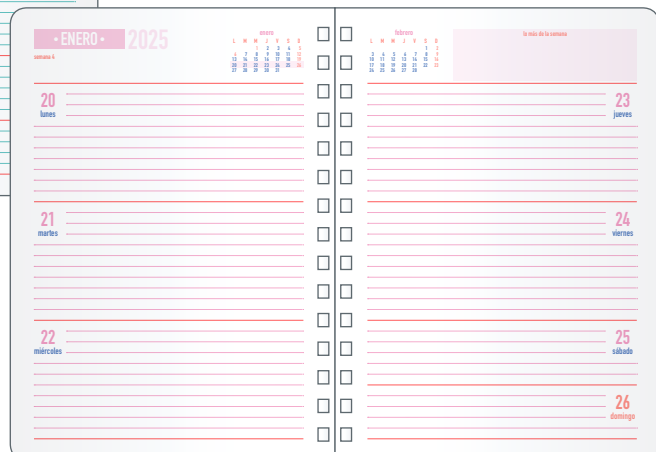 • ENERO • 2025
semana 4
enero
L M M J V S D
1 2 3 4 5
6 7 8 9 10 11 12
13 14 15 16 17 18 19
20 21 22 23 24 25 26
27 28 29 30 31
20
lunes
21
martes
22
miércoles
febrero
L M M J V S D
1 2
3 4 5 6 7 8 9
10 11 12 13 14 15 16
17 18 19 20 21 22 23
24 25 26 27 28
lo más de la semana
23
jueves
24
viernes
25
sábado
26
domingo